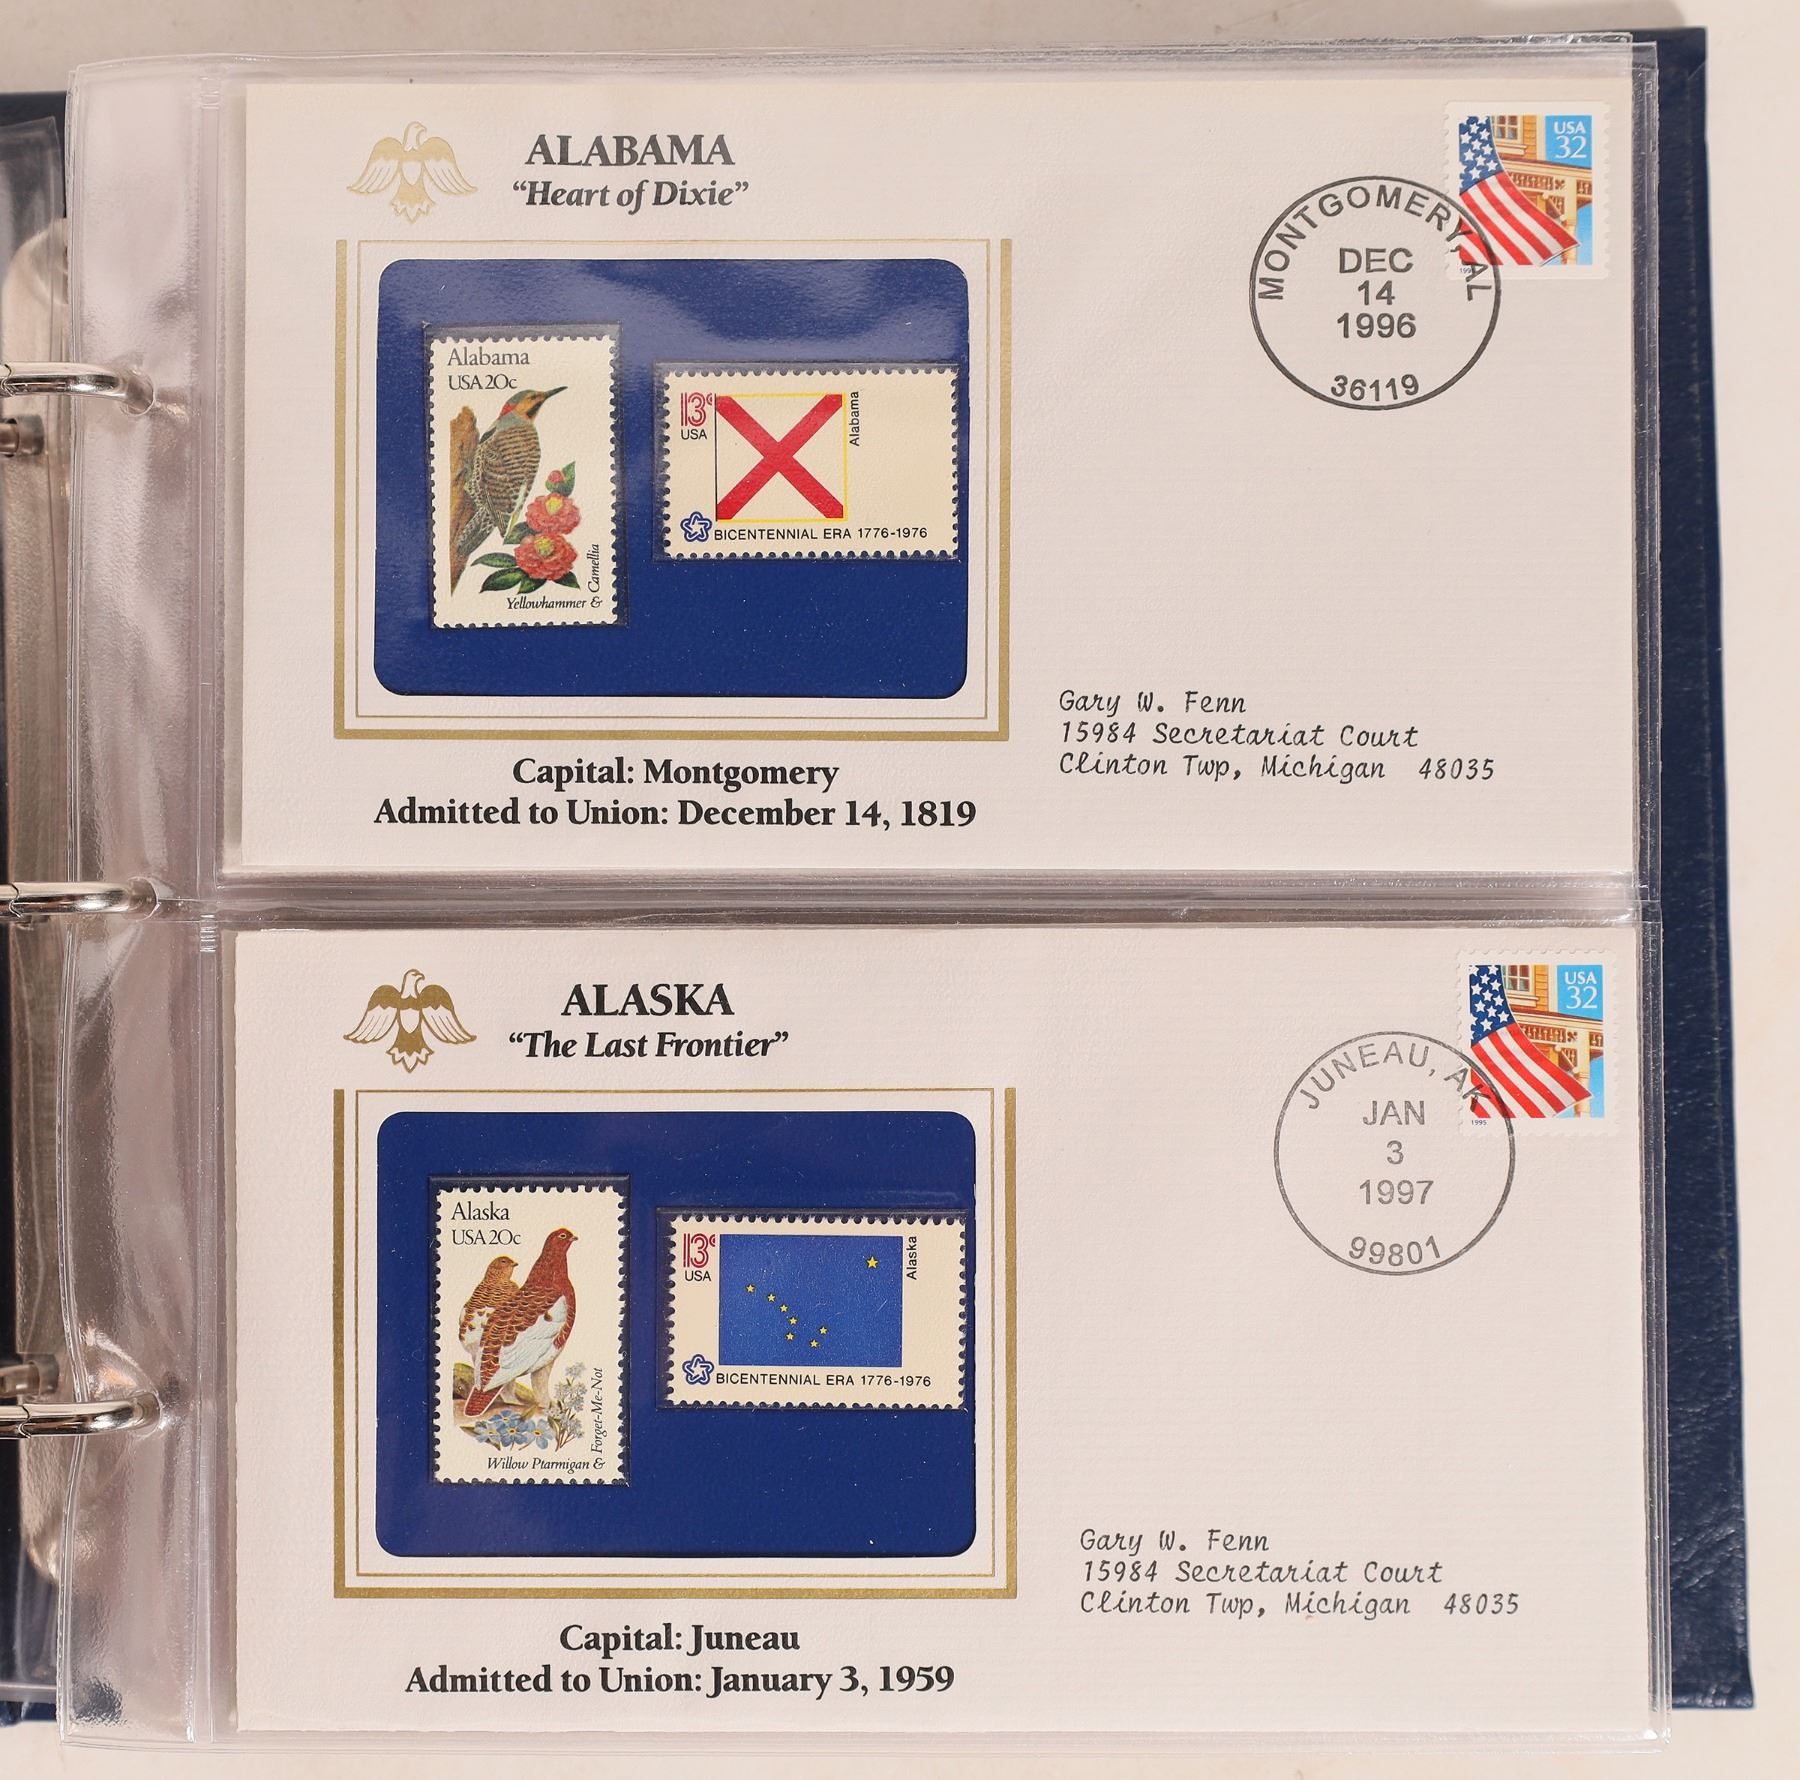 ALABAMA
"Heart of Dixie"
Alabama
USA 20c
Yellowhammer &
Camellia
13c
USA
Alabama
BICENTENNIAL ERA 1776-1976
Capital: Montgomery
Admitted to Union: December 14, 1819
USA
32
MONTGOMERY, AL
DEC
14
1996
36119
Gary W. Fenn
15984 Secretariat Court
Clinton Twp, Michigan 48035
ALASKA
"The Last Frontier"
Alaska
USA 20c
Willow Ptarmigan &
Forget-Me-Not
13c
USA
Alaska
BICENTENNIAL ERA 1776-1976
Capital: Juneau
Admitted to Union: January 3, 1959
USA
32
1995
JUNEAU, AK
JAN
3
1997
99801
Gary W. Fenn
15984 Secretariat Court
Clinton Twp, Michigan 48035